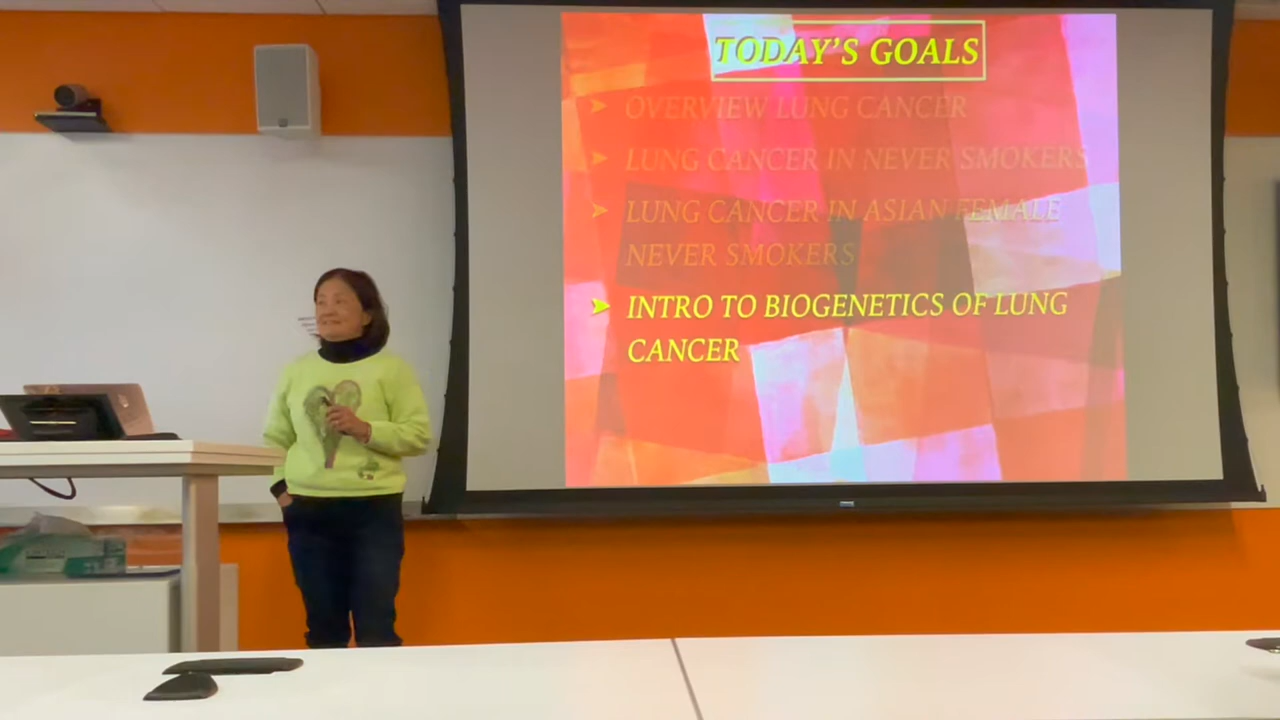 TODAY'S GOALS
➤ OVERVIEW LUNG CANCER
➤ LUNG CANCER IN NEVER SMOKERS
➤ LUNG CANCER IN ASIAN FEMALE
NEVER SMOKERS
➤ INTRO TO BIOGENETICS OF LUNG
CANCER